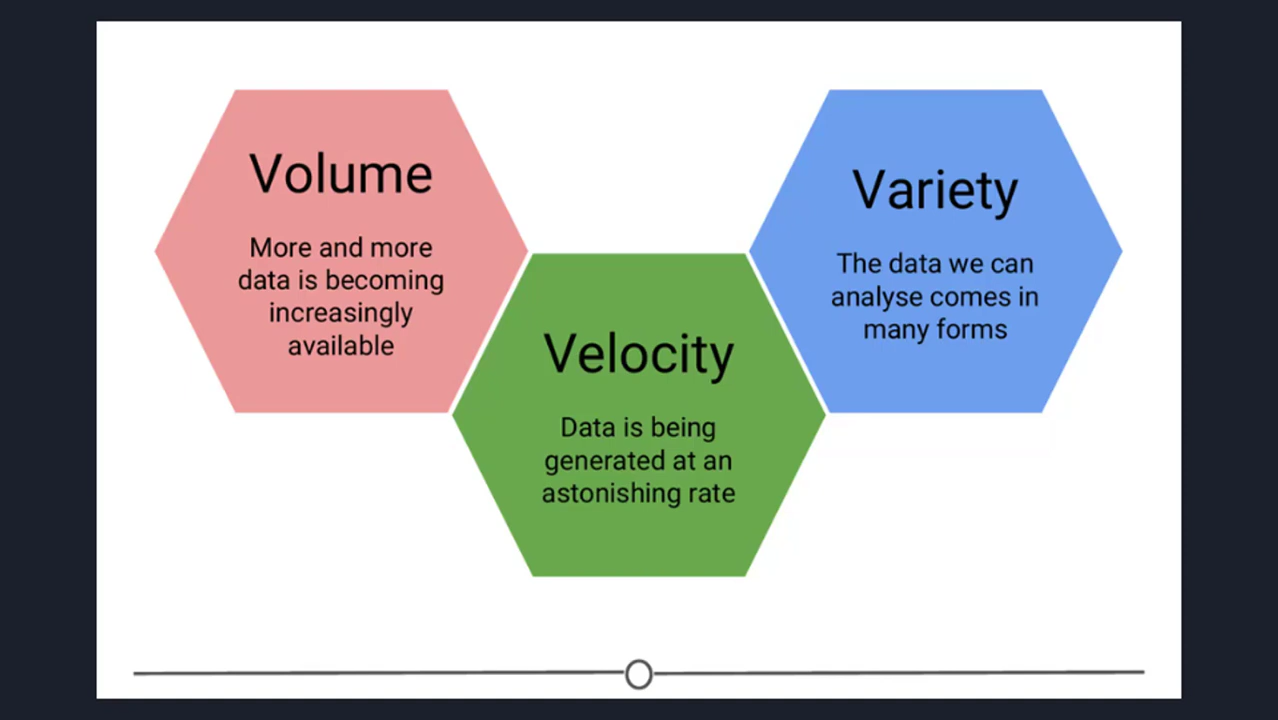 Volume
More and more
data is becoming
increasingly
available
Velocity
Data is being
generated at an
astonishing rate
Variety
The data we can
analyse comes in
many forms